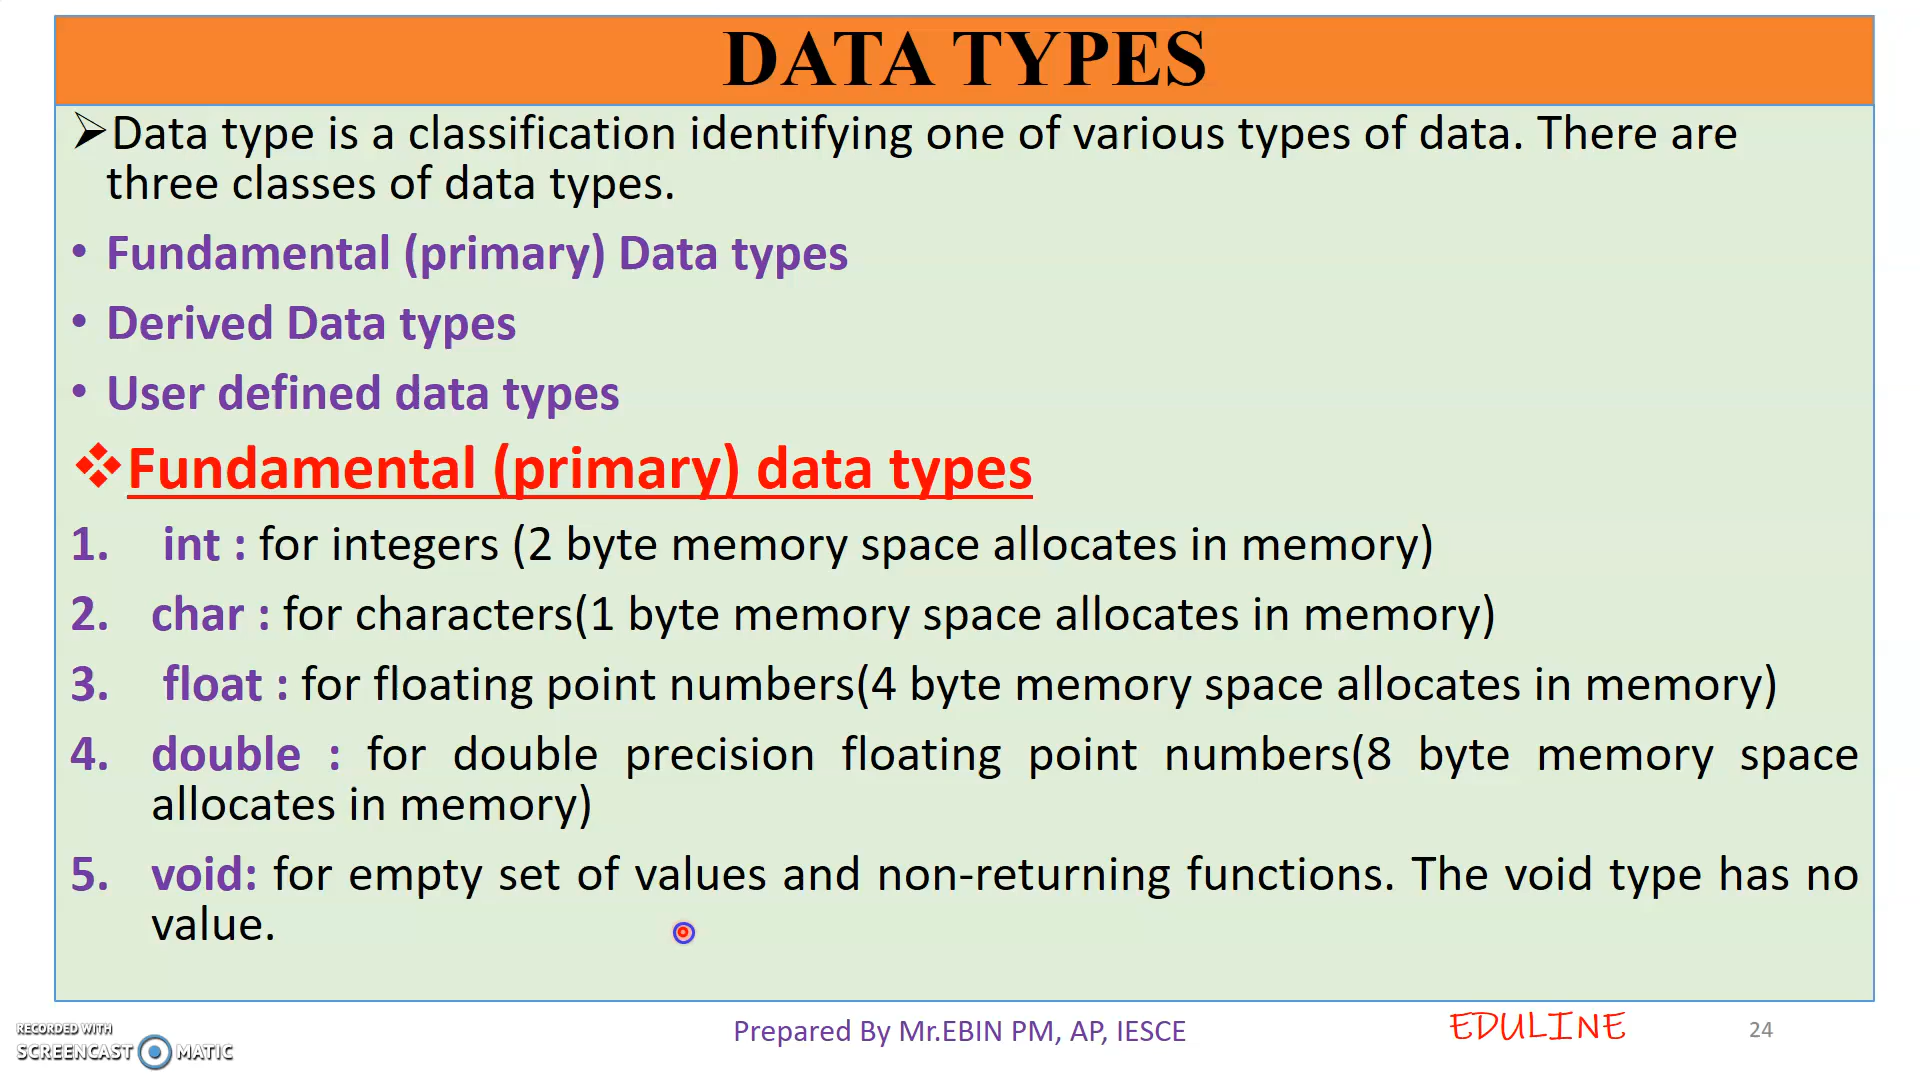 DATA TYPES
➢Data type is a classification identifying one of various types of data. There are
three classes of data types.
• Fundamental (primary) Data types
• Derived Data types
• User defined data types
❖Fundamental (primary) data types
1. int : for integers (2 byte memory space allocates in memory)
2. char : for characters(1 byte memory space allocates in memory)
3. float : for floating point numbers(4 byte memory space allocates in memory)
4. double : for double precision floating point numbers(8 byte memory space
allocates in memory)
5. void: for empty set of values and non-returning functions. The void type has no
value.
Prepared By Mr.EBIN PM, AP, IESCE
EDULINE
24
RECORDED WITH
SCREENCAST MATIC